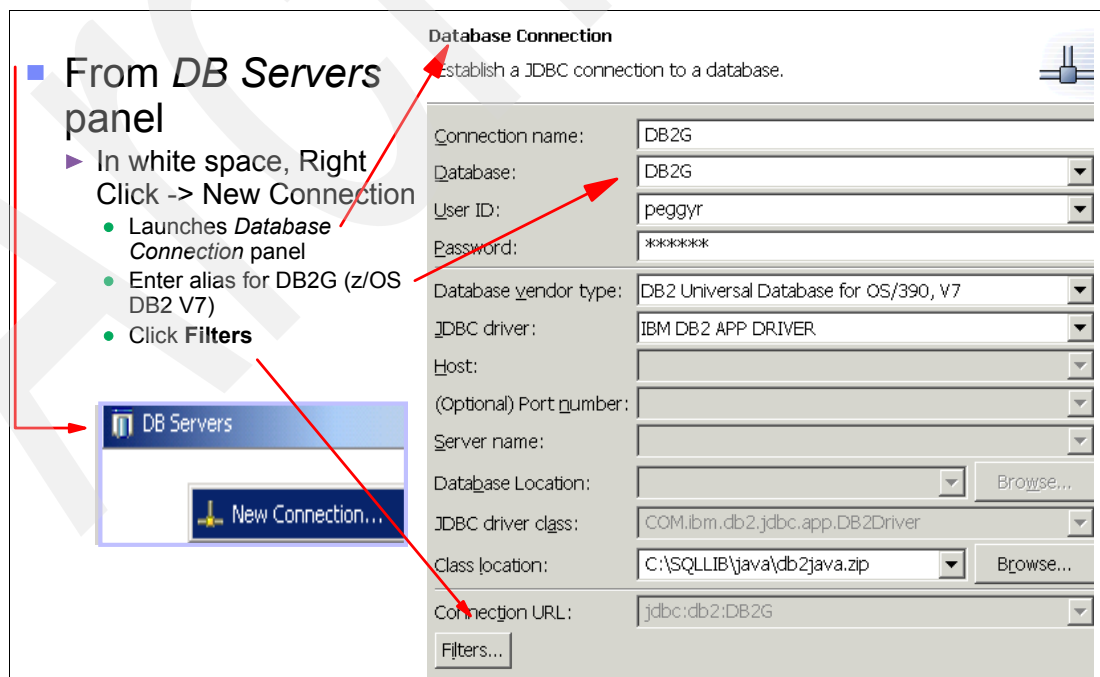 From DB Servers
panel
In white space, Right
Click -> New Connection
Launches Database
Connection panel
Enter alias for DB2G (z/OS
DB2 V7)
Click Filters
DB Servers
New Connection...
Database Connection
Establish a JDBC connection to a database.
Connection name: DB2G
Database: DB2G
User ID: peggyr
Password: ******
Database vendor type: DB2 Universal Database for OS/390, V7
JDBC driver: IBM DB2 APP DRIVER
Host:
(Optional) Port number:
Server name:
Database Location: Browse...
JDBC driver class: COM.ibm.db2.jdbc.app.DB2Driver
Class location: C:\SQLLIB\java\db2java.zip Browse...
Connection URL: jdbc:db2:DB2G
Filters...